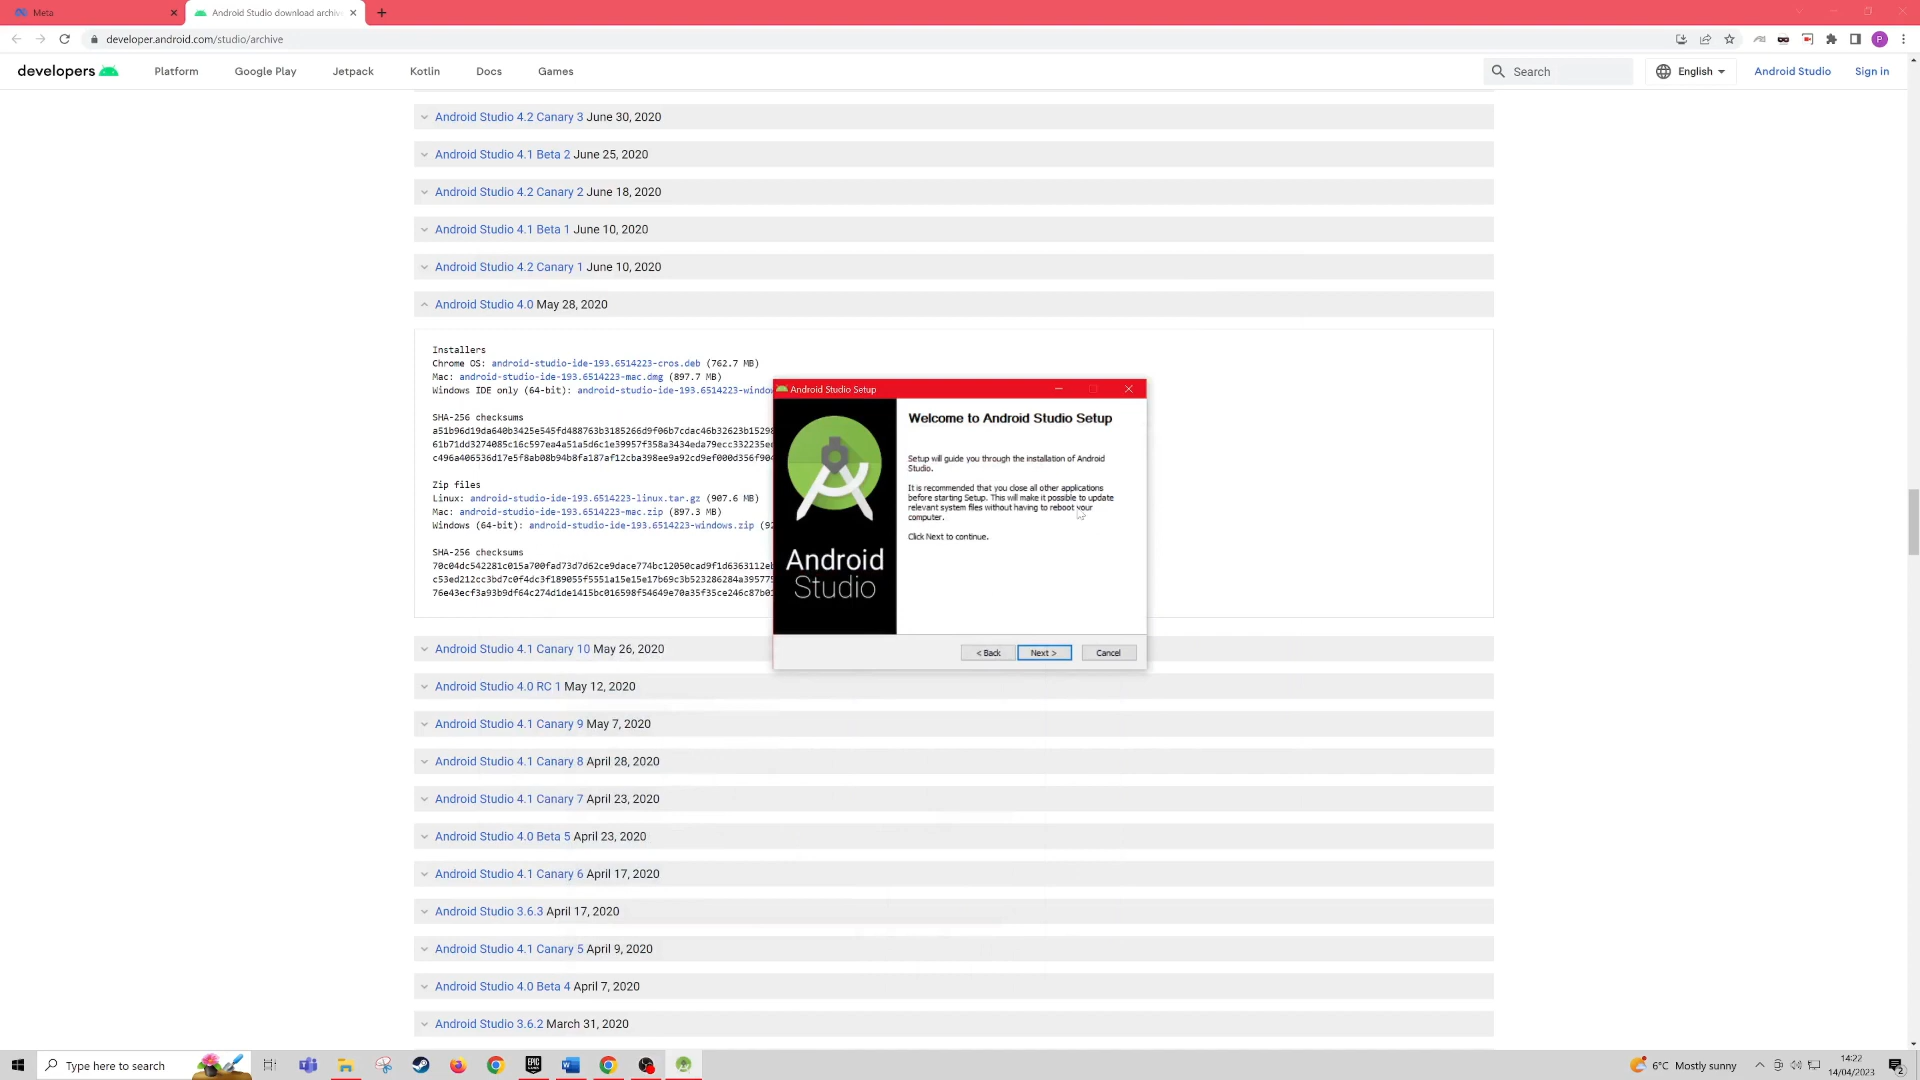 Meta
Android Studio download archiv
developer.android.com/studio/archive
P
developers
Platform
Google Play
Jetpack
Kotlin
Docs
Games
Search
English
Android Studio
Sign in
Android Studio 4.2 Canary 3 June 30, 2020
Android Studio 4.1 Beta 2 June 25, 2020
Android Studio 4.2 Canary 2 June 18, 2020
Android Studio 4.1 Beta 1 June 10, 2020
Android Studio 4.2 Canary 1 June 10, 2020
Android Studio 4.0 May 28, 2020
Installers
Chrome OS: android-studio-ide-193.6514223-cros.deb (762.7 MB)
Mac: android-studio-ide-193.6514223-mac.dmg (897.7 MB)
Windows IDE only (64-bit): android-studio-ide-193.6514223-window
SHA-256 checksums
a51b96d19da640b3425e545fd488763b3185266d9f06b7cdac46b32623b15298
61b71dd3274085c16c597ea4a51a5d6c1e39957f358a3434eda79ecc332235ee
c496a406536d17e5f8ab08b94b8fa187af12cba398ee9a92cd9ef000d356f904
Zip files
Linux: android-studio-ide-193.6514223-linux.tar.gz (907.6 MB)
Mac: android-studio-ide-193.6514223-mac.zip (897.3 MB)
Windows (64-bit): android-studio-ide-193.6514223-windows.zip (92
SHA-256 checksums
70c04dc542281c015a700fad73d7d62ce9dace774bc12050cad9f1d6363112eb
c53ed212cc3bd7c0f4dc3f189055f5551a15e15e17b69c3b523286284a395775
76e43ecf3a93b9df64c274d1de1415bc016598f54649e70a35f35ce246c87b01
Android Studio Setup
Android
Studio
Welcome to Android Studio Setup
Setup will guide you through the installation of Android
Studio.
It is recommended that you close all other applications
before starting Setup. This will make it possible to update
relevant system files without having to reboot your
computer.
Click Next to continue.
< Back
Next >
Cancel
Android Studio 4.1 Canary 10 May 26, 2020
Android Studio 4.0 RC 1 May 12, 2020
Android Studio 4.1 Canary 9 May 7, 2020
Android Studio 4.1 Canary 8 April 28, 2020
Android Studio 4.1 Canary 7 April 23, 2020
Android Studio 4.0 Beta 5 April 23, 2020
Android Studio 4.1 Canary 6 April 17, 2020
Android Studio 3.6.3 April 17, 2020
Android Studio 4.1 Canary 5 April 9, 2020
Android Studio 4.0 Beta 4 April 7, 2020
Android Studio 3.6.2 March 31, 2020
Type here to search
EPIC
6°C Mostly sunny
14:22
14/04/2023
2